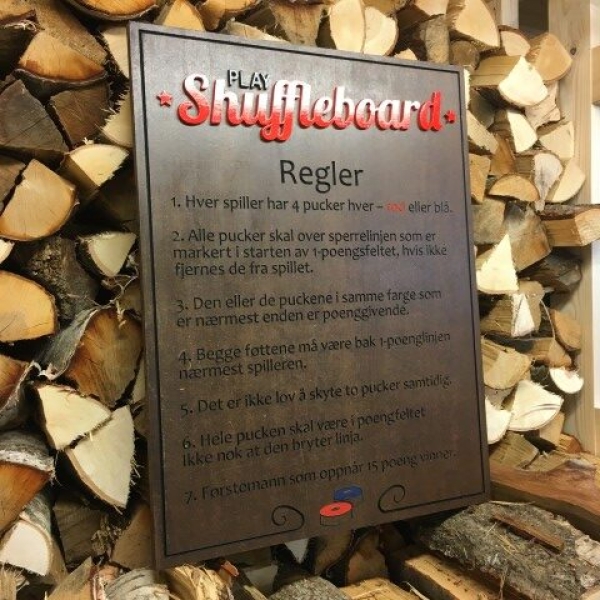 PLAY
Shuffleboard
Regler
1. Hver spiller har 4 pucker hver – rød eller blå.
2. Alle pucker skal over sperrelinjen som er
markert i starten av 1-poengsfeltet, hvis ikke
fjernes de fra spillet.
3. Den eller de puckene i samme farge som
er nærmest enden er poenggivende.
4. Begge føttene må være bak 1-poenglinjen
nærmest spilleren.
5. Det er ikke lov å skyte to pucker samtidig.
6. Hele pucken skal være i poengfeltet
Ikke nok at den bryter linja.
7. Førstemann som oppnår 15 poeng vinner.